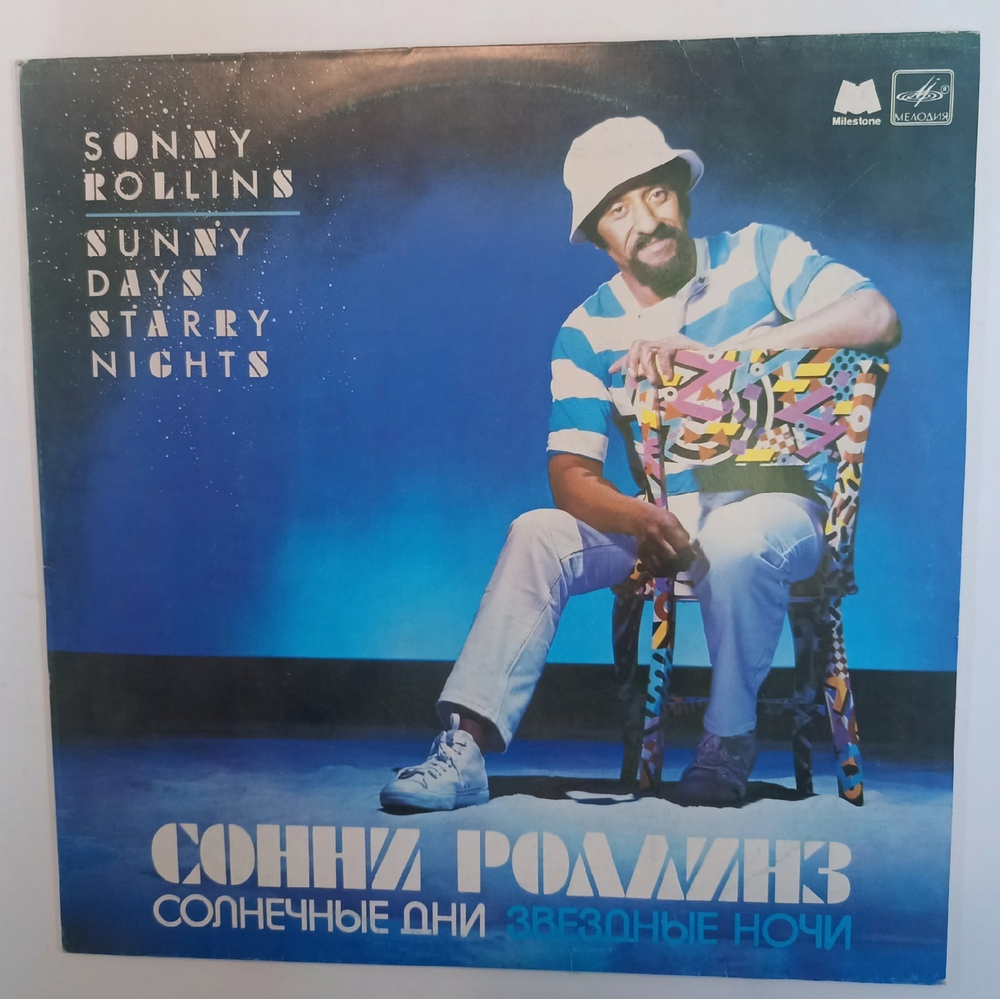 SONNY
ROLLINS
SUNNY
DAYS
STARRY
NIGHTS
Milestone
МЕЛОДИЯ
СОННИ РОЛЛИНЗ
СОЛНЕЧНЫЕ ДНИ ЗВЕЗДНЫЕ НОЧИ